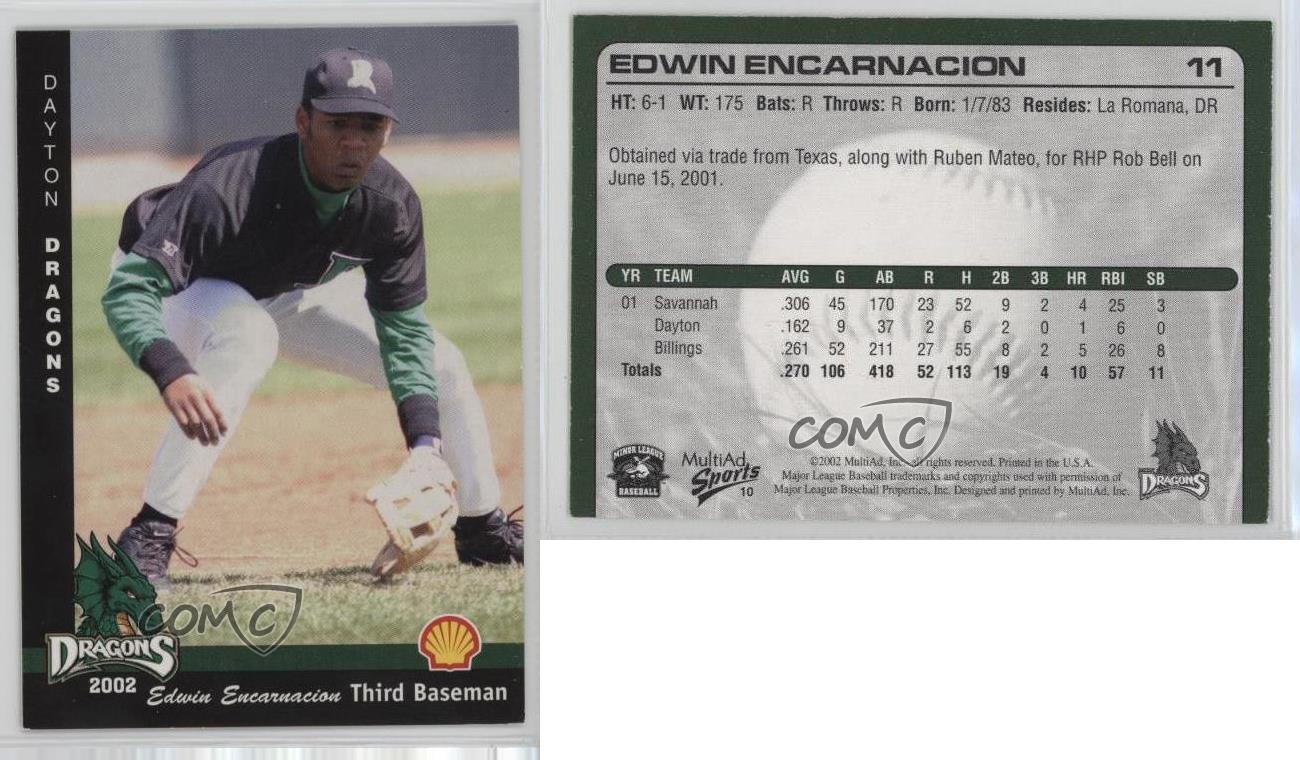 DAYTON DRAGONS
COMC
DRAGONS
2002
Edwin Encarnacion Third Baseman
EDWIN ENCARNACION 11
HT: 6-1 WT: 175 Bats: R Throws: R Born: 1/7/83 Resides: La Romana, DR
Obtained via trade from Texas, along with Ruben Mateo, for RHP Rob Bell on
June 15, 2001.
YR TEAM AVG G AB R H 2B 3B HR RBI SB
01 Savannah .306 45 170 23 52 9 2 4 25 3
Dayton .162 9 37 2 6 2 0 1 6 0
Billings .261 52 211 27 55 8 2 5 26 8
Totals .270 106 418 52 113 19 4 10 57 11
COMC
MINOR LEAGUE
BASEBALL
MultiAd
Sports
10
©2002 MultiAd, Inc. all rights reserved. Printed in the U.S.A.
Major League Baseball trademarks and copyrights used with permission of
Major League Baseball Properties, Inc. Designed and printed by MultiAd, Inc.
DRAGONS